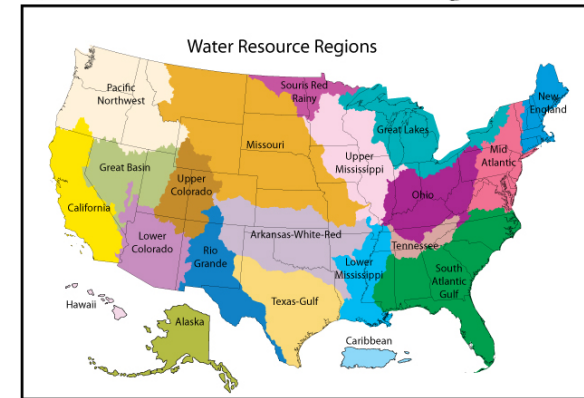 Water Resource Regions
Pacific
Northwest
Souris Red
Rainy
New
England
Great Lakes
Missouri
Upper
Mississippi
Mid
Atlantic
Great Basin
Upper
Colorado
Ohio
California
Lower
Colorado
Rio
Grande
Arkansas-White-Red
Tennessee
Lower
Mississippi
South
Atlantic
Gulf
Texas-Gulf
Hawaii
Alaska
Caribbean